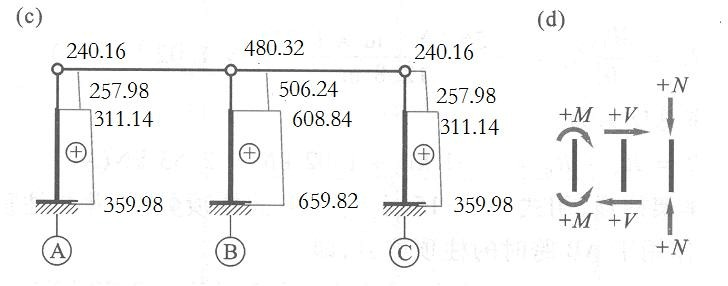 (c)
240.16
480.32
240.16
257.98
506.24
257.98
311.14
608.84
311.14
+
+
+
359.98
659.82
359.98
A
B
C
(d)
+N
+M +V
+M +V
+N